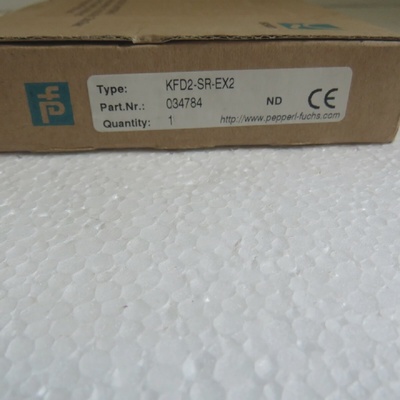 Type: KFD2-SR-EX2
Part.Nr.: 034784 ND CE
Quantity: 1 http://www.pepperl-fuchs.com